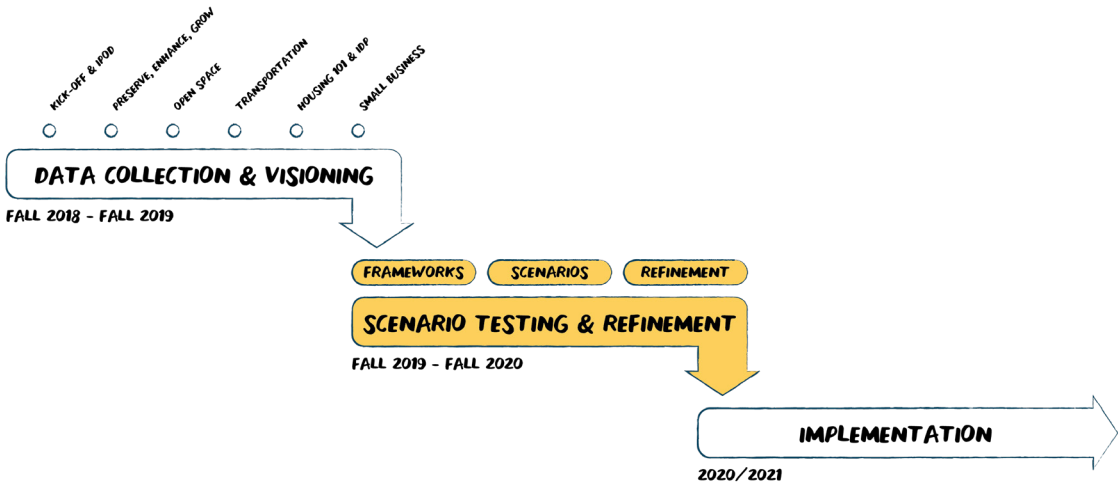 KICK-OFF & IPOD
PRESERVE, ENHANCE, GROW
OPEN SPACE
TRANSPORTATION
HOUSING 101 & IDP
SMALL BUSINESS
DATA COLLECTION & VISIONING
FALL 2018 - FALL 2019
FRAMEWORKS
SCENARIOS
REFINEMENT
SCENARIO TESTING & REFINEMENT
FALL 2019 - FALL 2020
IMPLEMENTATION
2020/2021